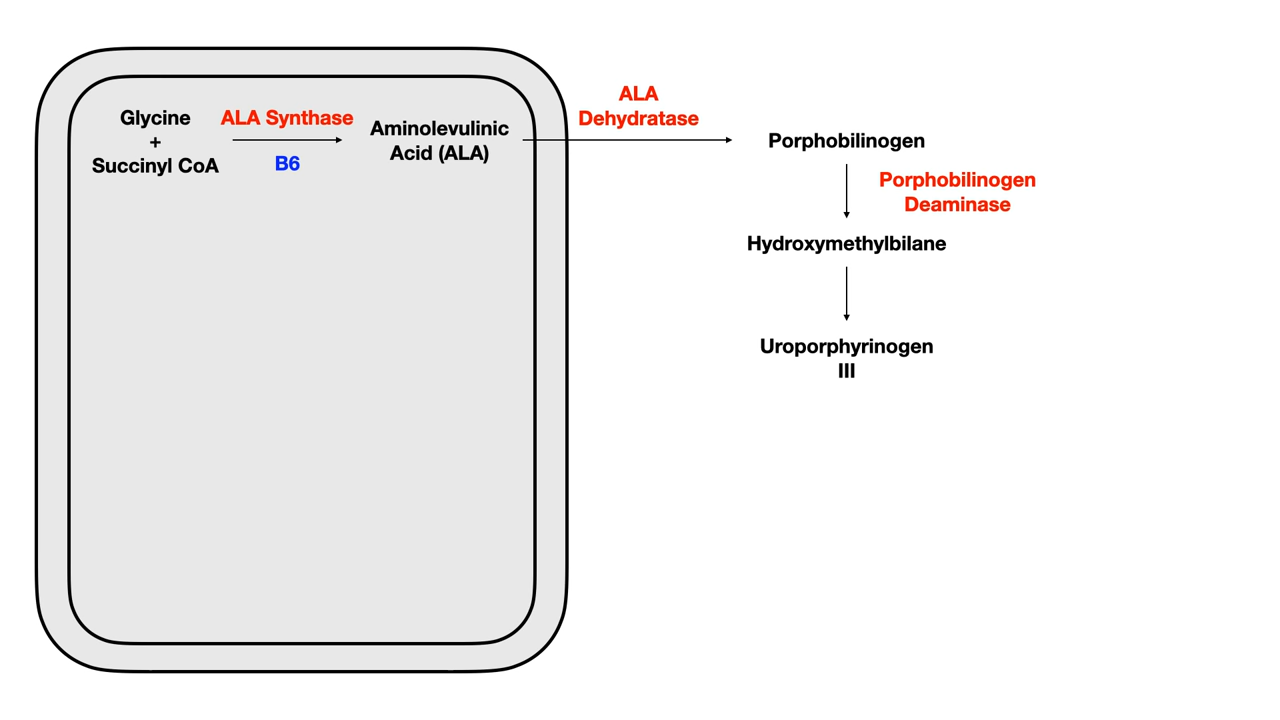 Glycine
+
Succinyl CoA
ALA Synthase
B6
Aminolevulinic
Acid (ALA)
ALA
Dehydratase
Porphobilinogen
Porphobilinogen
Deaminase
Hydroxymethylbilane
Uroporphyrinogen
III